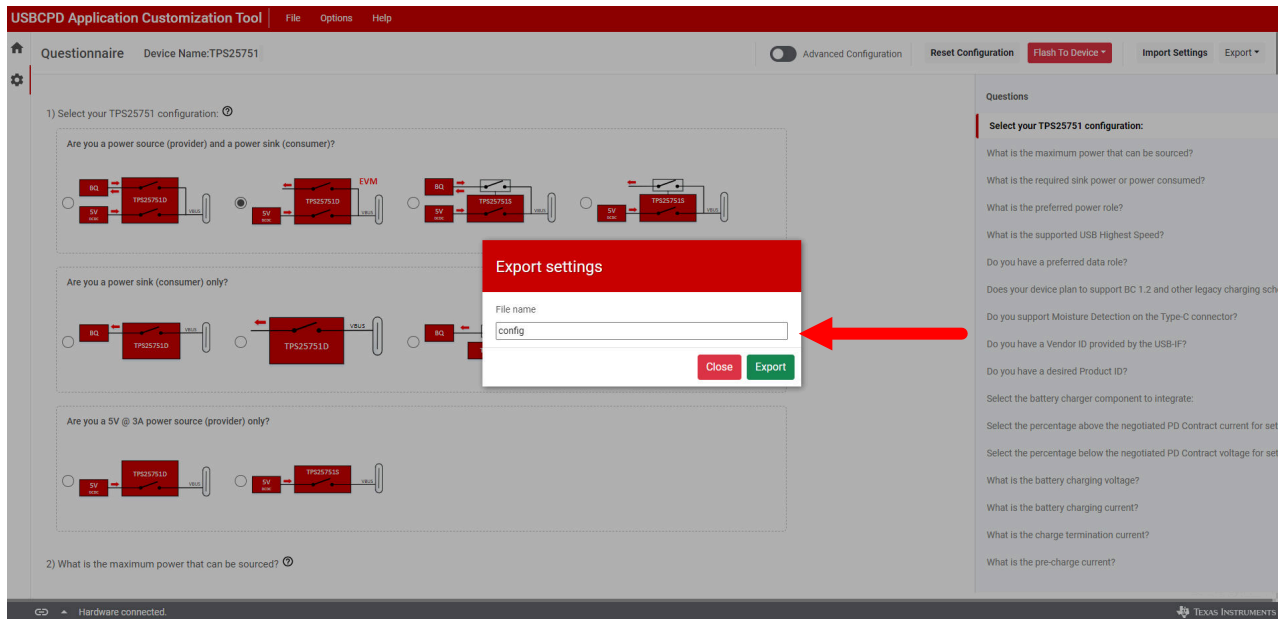 USBCPD Application Customization Tool File Options Help
Questionnaire Device Name:TPS25751 Advanced Configuration Reset Configuration Flash To Device Import Settings Export
1) Select your TPS25751 configuration:
Are you a power source (provider) and a power sink (consumer)?
BQ TPS25751D 5V DCDC VBUS
EVM TPS25751D 5V DCDC VBUS
BQ TPS25751S 5V DCDC VBUS
TPS25751S 5V DCDC VBUS
Are you a power sink (consumer) only?
BQ TPS25751D VBUS
TPS25751D VBUS
BQ
Are you a 5V @ 3A power source (provider) only?
5V DCDC TPS25751D VBUS
5V DCDC TPS25751S VBUS
2) What is the maximum power that can be sourced?
Export settings
File name
config
Close Export
Questions
Select your TPS25751 configuration:
What is the maximum power that can be sourced?
What is the required sink power or power consumed?
What is the preferred power role?
What is the supported USB Highest Speed?
Do you have a preferred data role?
Does your device plan to support BC 1.2 and other legacy charging sch
Do you support Moisture Detection on the Type-C connector?
Do you have a Vendor ID provided by the USB-IF?
Do you have a desired Product ID?
Select the battery charger component to integrate:
Select the percentage above the negotiated PD Contract current for set
Select the percentage below the negotiated PD Contract voltage for set
What is the battery charging voltage?
What is the battery charging current?
What is the charge termination current?
What is the pre-charge current?
Hardware connected. TEXAS INSTRUMENTS